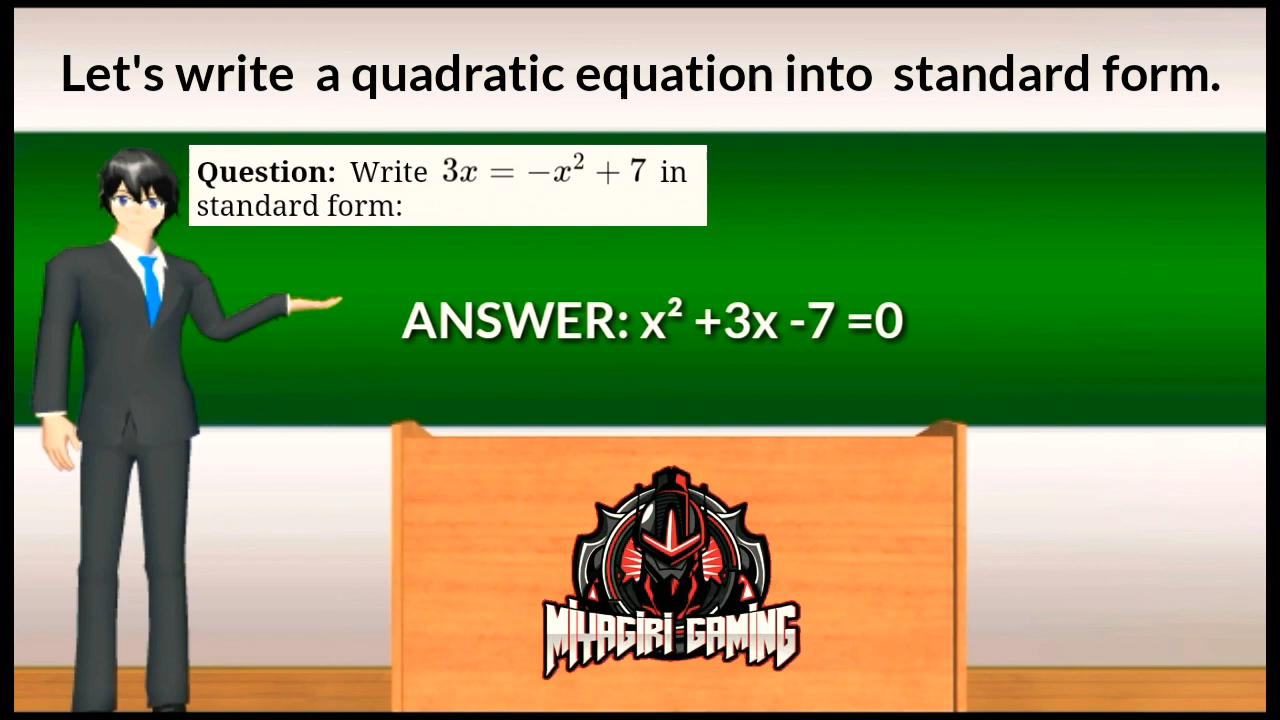 Let's write a quadratic equation into standard form.
Question: Write 3x = −x² + 7 in
standard form:
ANSWER: x² +3x -7 =0
MIYAGIRI GAMING